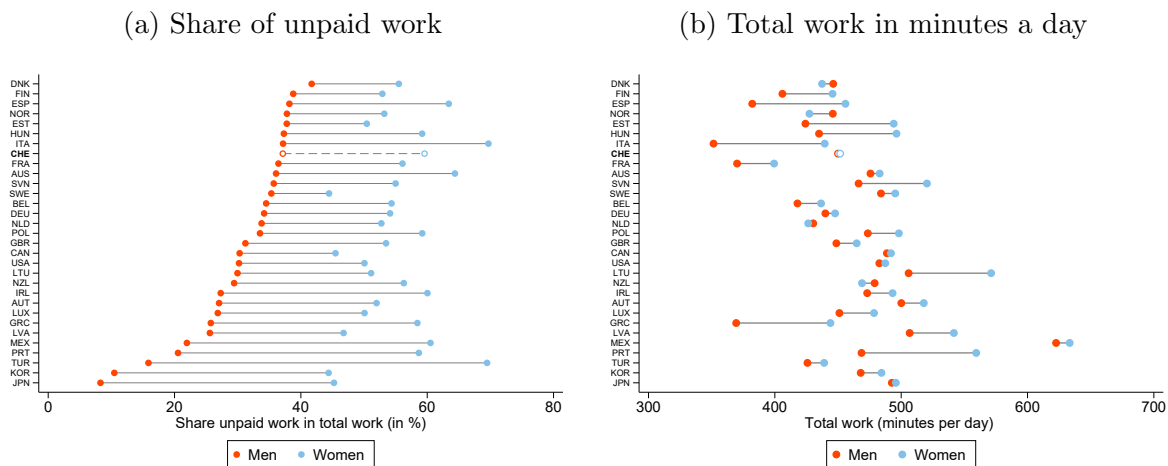 (a) Share of unpaid work
DNK
FIN
ESP
NOR
EST
HUN
ITA
CHE
FRA
AUS
SVN
SWE
BEL
DEU
NLD
POL
GBR
CAN
USA
LTU
NZL
IRL
AUT
LUX
GRC
LVA
MEX
PRT
TUR
KOR
JPN
0 20 40 60 80
Share unpaid work in total work (in %)
Men Women
(b) Total work in minutes a day
DNK
FIN
ESP
NOR
EST
HUN
ITA
CHE
FRA
AUS
SVN
SWE
BEL
DEU
NLD
POL
GBR
CAN
USA
LTU
NZL
IRL
AUT
LUX
GRC
LVA
MEX
PRT
TUR
KOR
JPN
300 400 500 600 700
Total work (minutes per day)
Men Women